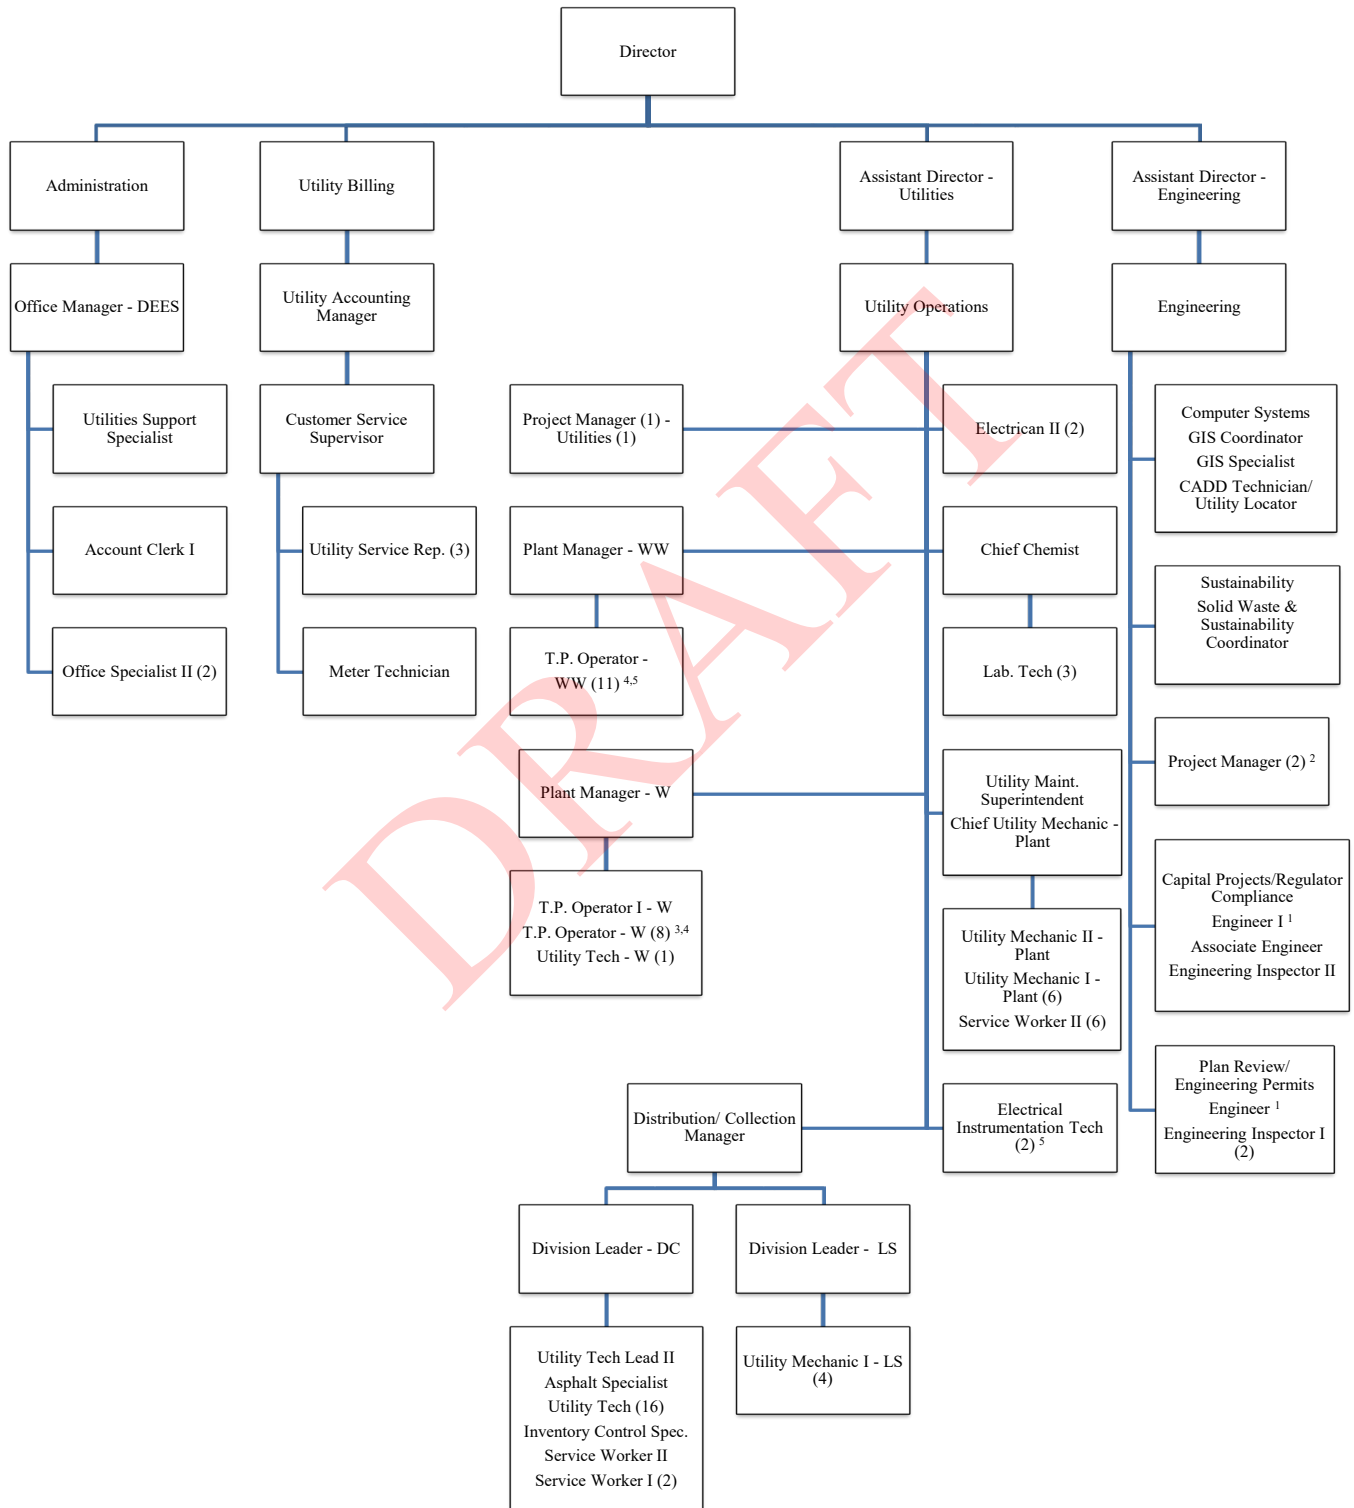 Director
Administration
Utility Billing
Assistant Director -
Utilities
Assistant Director -
Engineering
Office Manager - DEES
Utility Accounting
Manager
Utility Operations
Engineering
Utilities Support
Specialist
Customer Service
Supervisor
Project Manager (1) -
Utilities (1)
Electrican II (2)
Computer Systems
GIS Coordinator
GIS Specialist
CADD Technician/
Utility Locator
Account Clerk I
Utility Service Rep. (3)
Plant Manager - WW
Chief Chemist
Sustainability
Solid Waste &
Sustainability
Coordinator
Office Specialist II (2)
Meter Technician
T.P. Operator -
WW (11) 4,5
Lab. Tech (3)
Plant Manager - W
Utility Maint.
Superintendent
Chief Utility Mechanic -
Plant
Project Manager (2) 2
T.P. Operator I - W
T.P. Operator - W (8) 3,4
Utility Tech - W (1)
Utility Mechanic II -
Plant
Utility Mechanic I -
Plant (6)
Service Worker II (6)
Capital Projects/Regulator
Compliance
Engineer I 1
Associate Engineer
Engineering Inspector II
Distribution/ Collection
Manager
Electrical
Instrumentation Tech
(2) 5
Plan Review/
Engineering Permits
Engineer 1
Engineering Inspector I
(2)
Division Leader - DC
Division Leader - LS
Utility Tech Lead II
Asphalt Specialist
Utility Tech (16)
Inventory Control Spec.
Service Worker II
Service Worker I (2)
Utility Mechanic I - LS
(4)
DRAFT